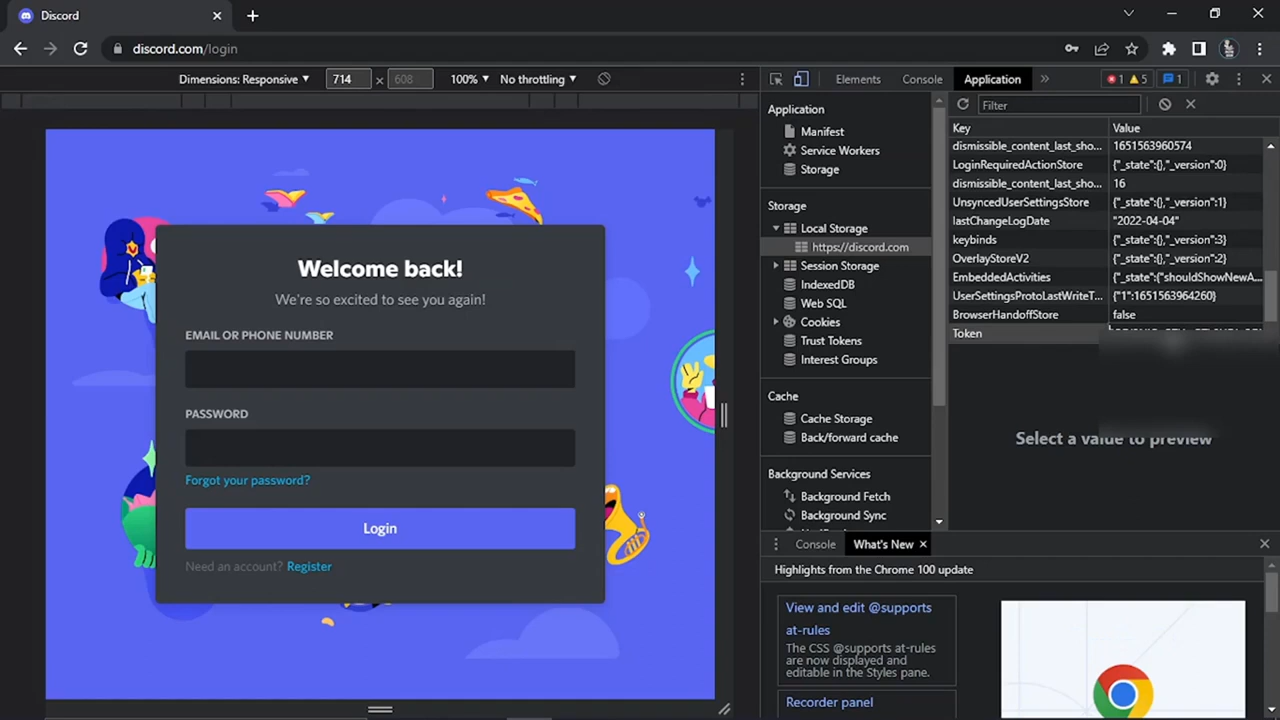 Discord
discord.com/login
Dimensions: Responsive 714 × 608 100% No throttling
Elements Console Application 1 5 1
Filter
Application
Manifest
Service Workers
Storage
Storage
Local Storage
https://discord.com
Session Storage
IndexedDB
Web SQL
Cookies
Trust Tokens
Interest Groups
Cache
Cache Storage
Back/forward cache
Background Services
Background Fetch
Background Sync
Key Value
dismissible_content_last_sho... 1651563960574
LoginRequiredActionStore {"_state":{},"_version":0}
dismissible_content_last_sho... 16
UnsyncedUserSettingsStore {"_state":{},"_version":1}
lastChangeLogDate "2022-04-04"
keybinds {"_state":{},"_version":3}
OverlayStoreV2 {"_state":{},"_version":2}
EmbeddedActivities {"_state":{"shouldShowNewA...
UserSettingsProtoLastWriteT... {"1":1651563964260}
BrowserHandoffStore false
Token
Select a value to preview
Welcome back!
We're so excited to see you again!
EMAIL OR PHONE NUMBER
PASSWORD
Forgot your password?
Login
Need an account? Register
Console What's New
Highlights from the Chrome 100 update
View and edit @supports
at-rules
The CSS @supports at-rules
are now displayed and
editable in the Styles pane.
Recorder panel